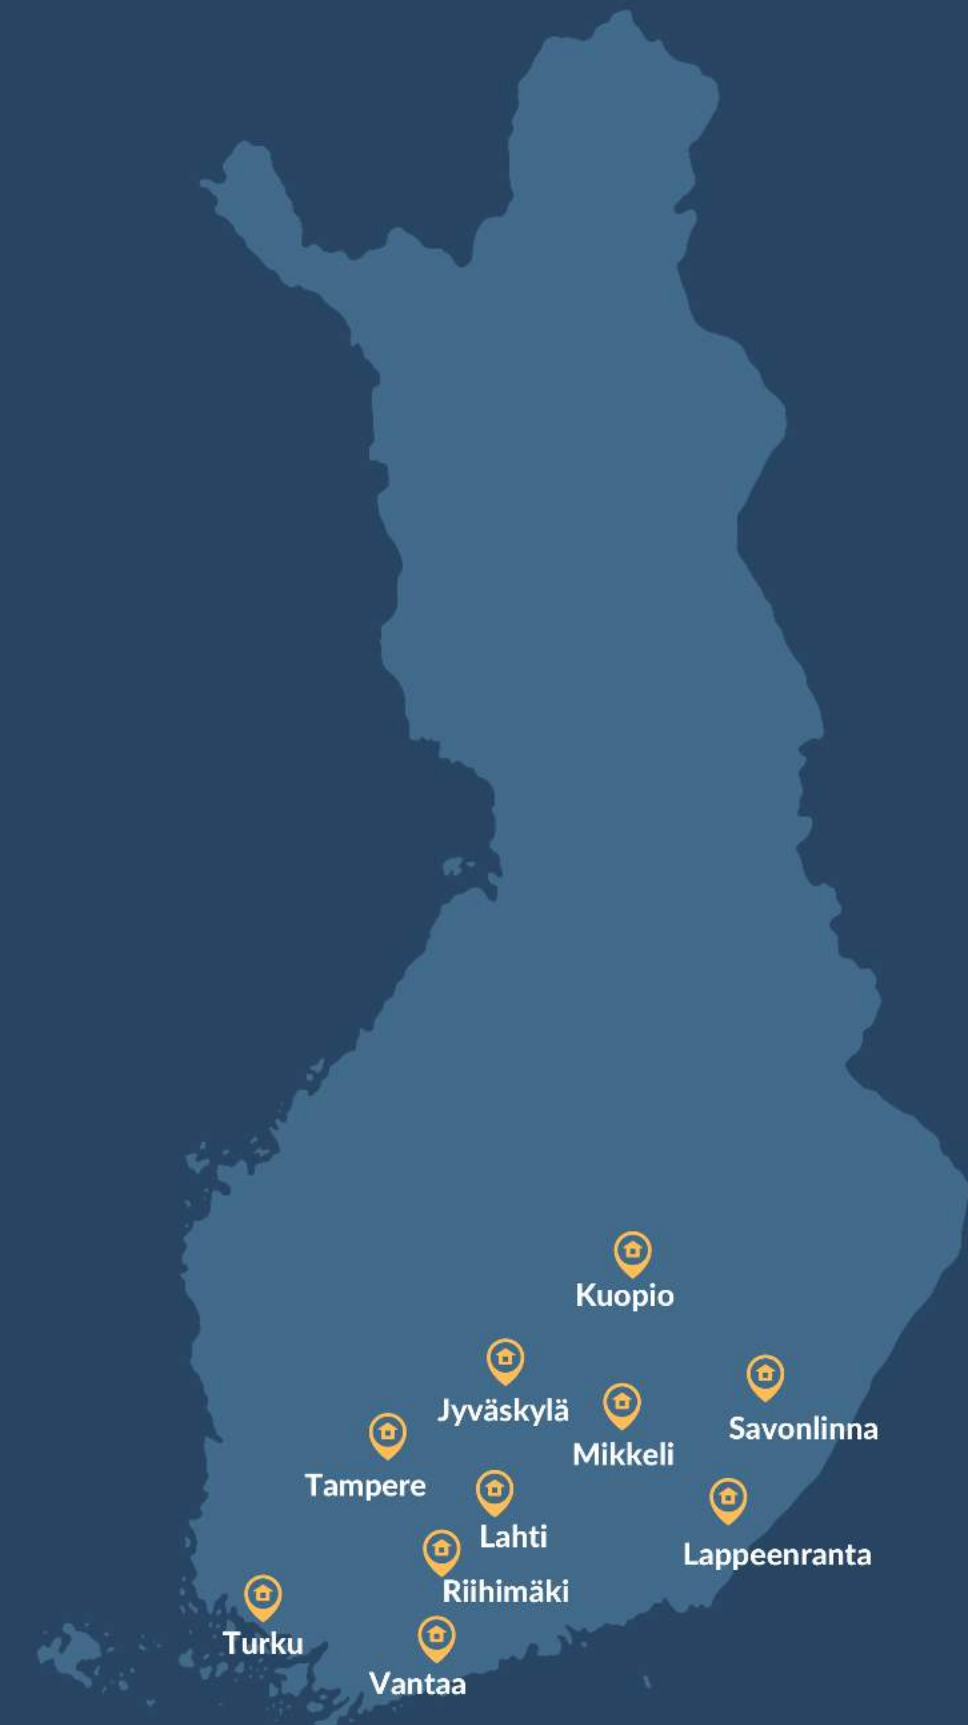 Kuopio
Jyväskylä
Savonlinna
Mikkeli
Tampere
Lahti
Lappeenranta
Riihimäki
Turku
Vantaa